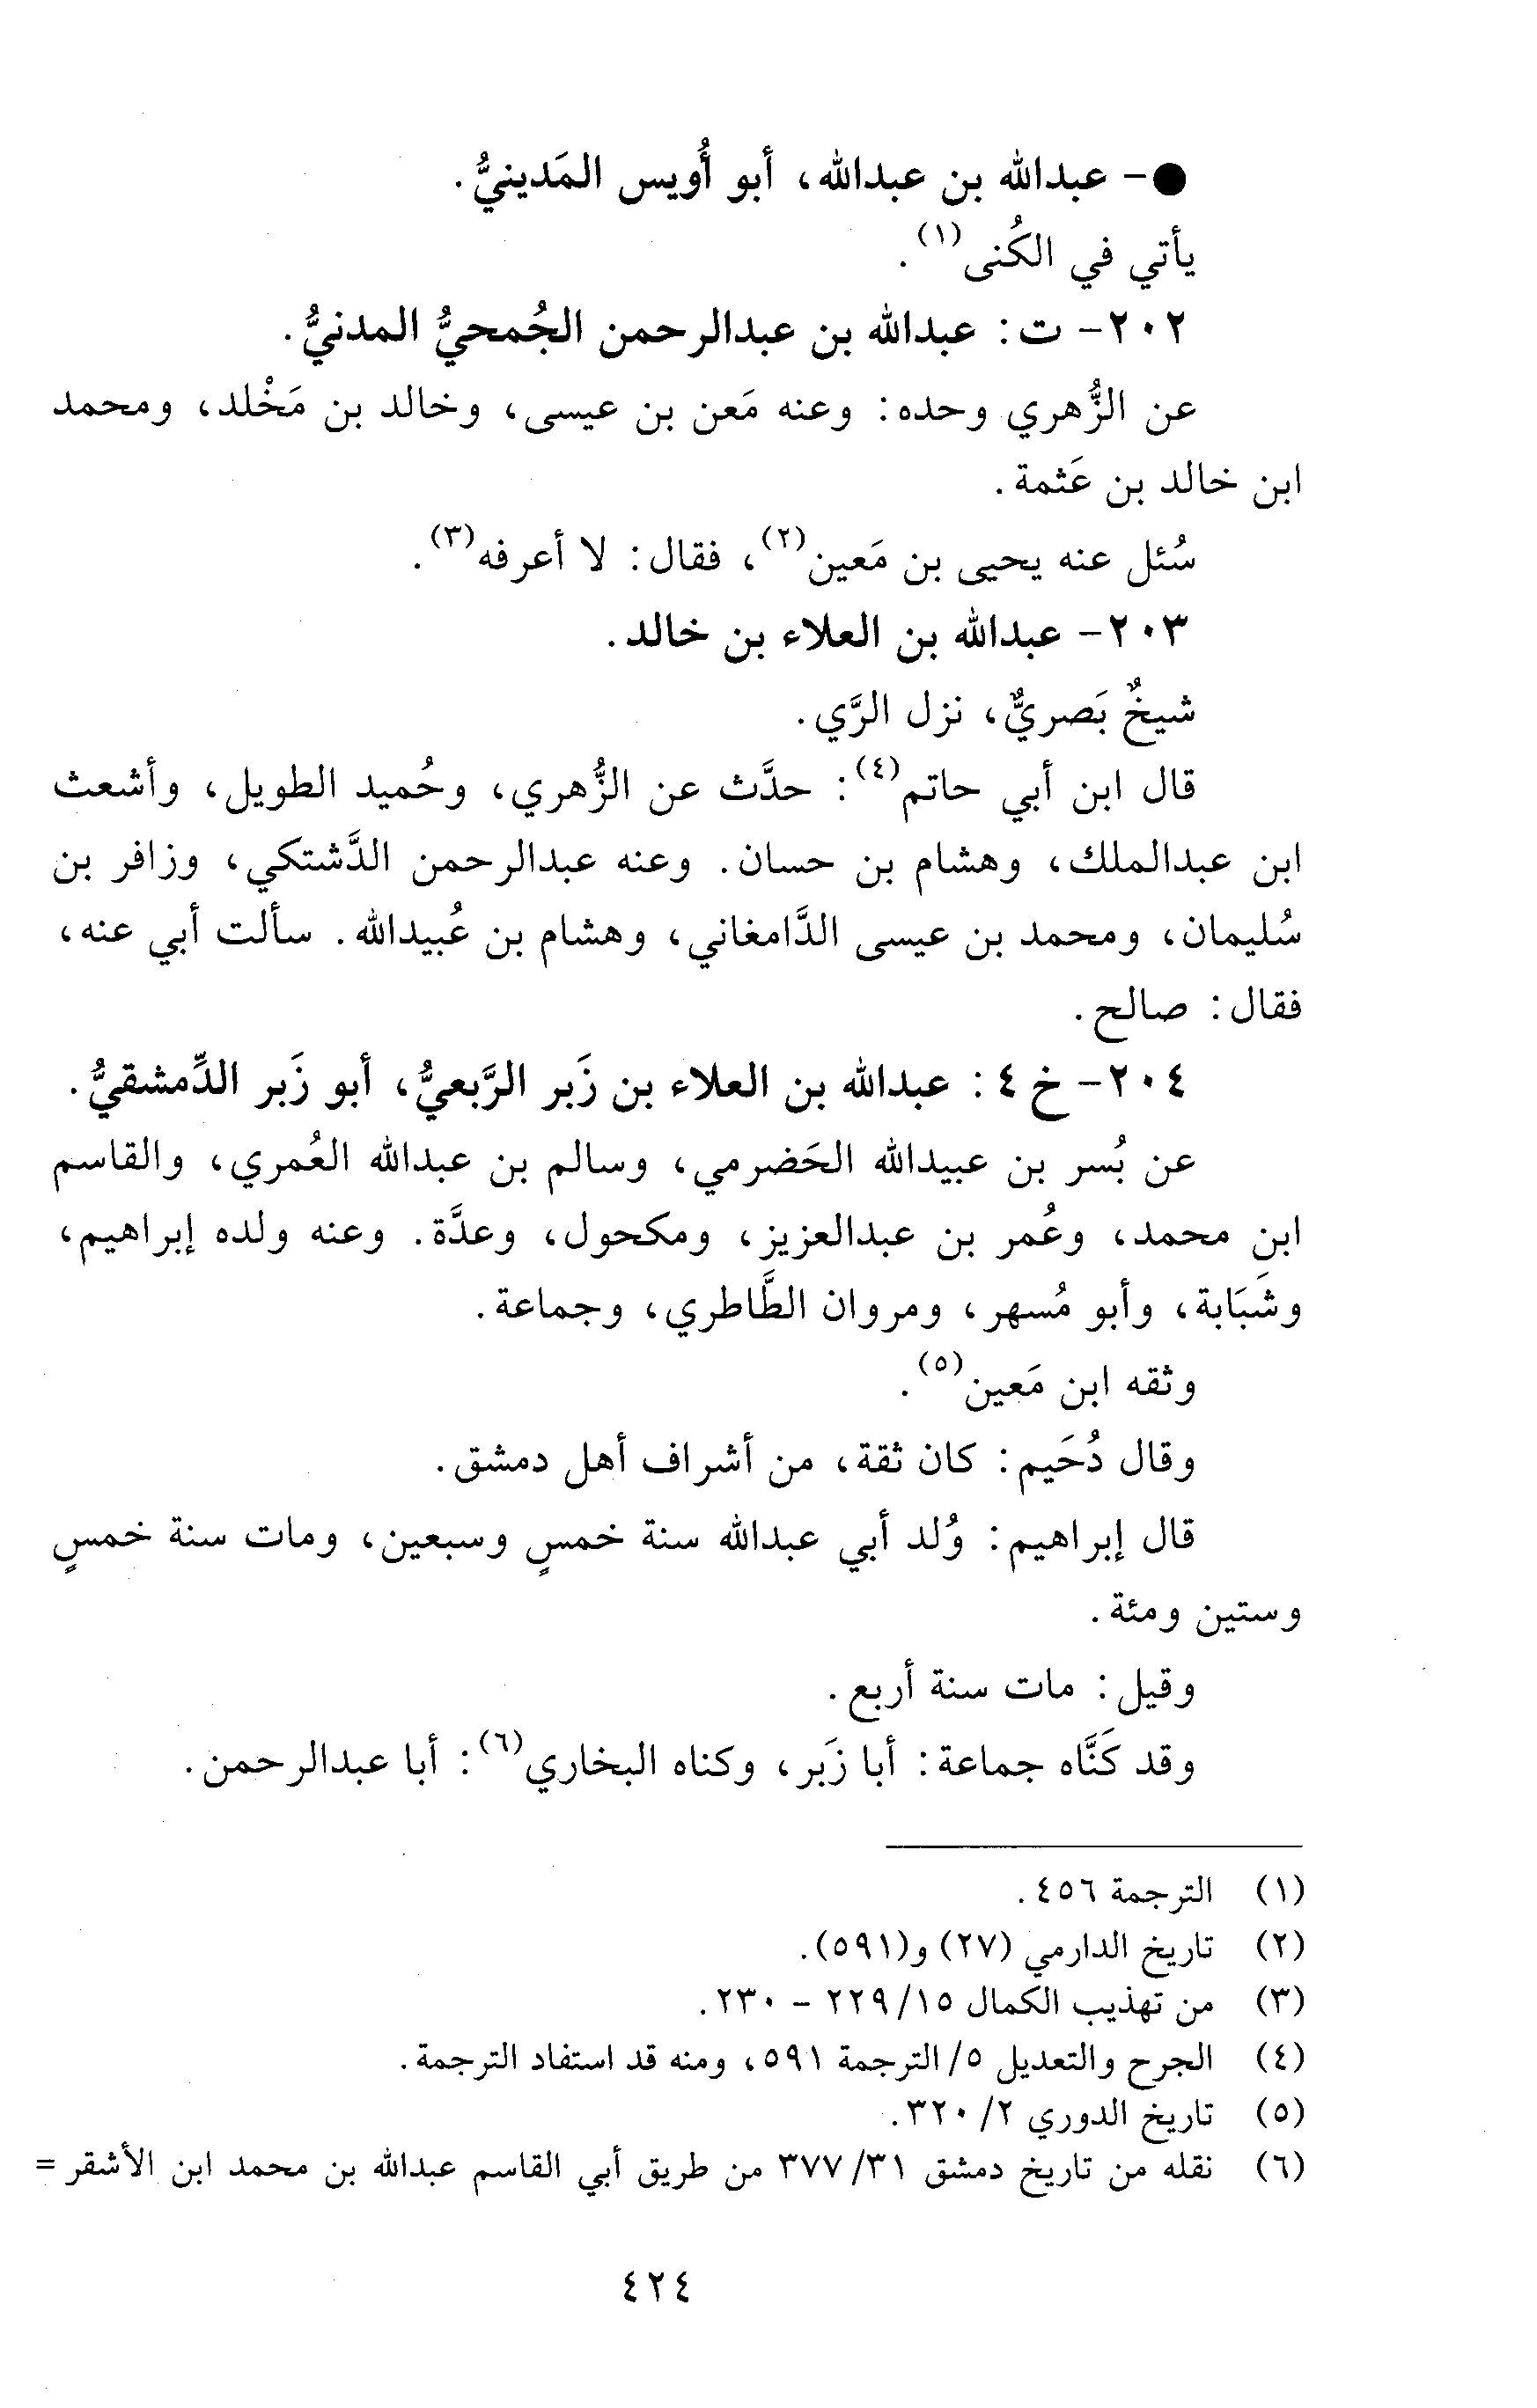 ●- عبدالله بن عبدالله، أبو أُويس المَدينيُّ.
يأتي في الكُنى(١).
٢٠٢- ت: عبدالله بن عبدالرحمن الجُمحيُّ المدنيُّ.
عن الزُّهري وحده: وعنه مَعن بن عيسى، وخالد بن مَخْلد، ومحمد
ابن خالد بن عَثمة.
سُئل عنه يحيى بن مَعين(٢)، فقال: لا أعرفه(٣).
٢٠٣- عبدالله بن العلاء بن خالد.
شيخٌ بَصريٌّ، نزل الرَّي.
قال ابن أبي حاتم(٤): حدَّث عن الزُّهري، وحُميد الطويل، وأشعث
ابن عبدالملك، وهشام بن حسان. وعنه عبدالرحمن الدَّشتكي، وزافر بن
سُليمان، ومحمد بن عيسى الدَّامغاني، وهشام بن عُبيدالله. سألت أبي عنه،
فقال: صالح.
٢٠٤- خ ٤: عبدالله بن العلاء بن زَبر الرَّبعيُّ، أبو زَبر الدِّمشقيُّ.
عن بُسر بن عبيدالله الحَضرمي، وسالم بن عبدالله العُمري، والقاسم
ابن محمد، وعُمر بن عبدالعزيز، ومكحول، وعدَّة. وعنه ولده إبراهيم،
وشَبَابة، وأبو مُسهر، ومروان الطَّاطري، وجماعة.
وثقه ابن مَعين(٥).
وقال دُحَيم: كان ثقة، من أشراف أهل دمشق.
قال إبراهيم: وُلد أبي عبدالله سنة خمسٍ وسبعين، ومات سنة خمسٍ
وستين ومئة.
وقيل: مات سنة أربع.
وقد كَنَّاه جماعة: أبا زَبر، وكناه البخاري(٦): أبا عبدالرحمن.
(١) الترجمة ٤٥٦.
(٢) تاريخ الدارمي (٢٧) و(٥٩١).
(٣) من تهذيب الكمال ١٥/ ٢٢٩ - ٢٣٠.
(٤) الجرح والتعديل ٥/ الترجمة ٥٩١، ومنه قد استفاد الترجمة.
(٥) تاريخ الدوري ٢/ ٣٢٠.
(٦) نقله من تاريخ دمشق ٣١/ ٣٧٧ من طريق أبي القاسم عبدالله بن محمد ابن الأشقر =
٤٢٤